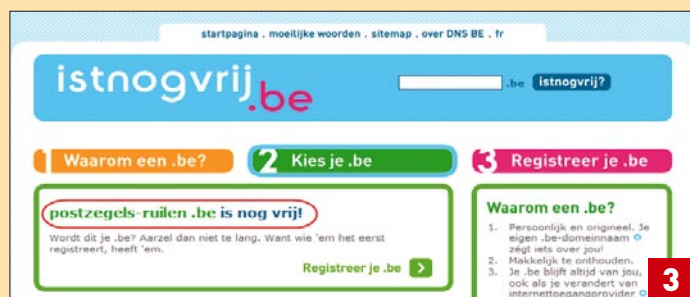 startpagina . moeilijke woorden . sitemap . over DNS BE . fr
istnogvrij.be
.be istnogvrij?
1 Waarom een .be?
2 Kies je .be
3 Registreer je .be
postzegels-ruilen .be is nog vrij!
Wordt dit je .be? Aarzel dan niet te lang. Want wie 'em het eerst
registreert, heeft 'em.
Registreer je .be
Waarom een .be?
1. Persoonlijk en origineel. Je
eigen .be-domeinnaam
zégt iets over jou!
2. Makkelijk te onthouden.
3. Je .be blijft altijd van jou,
ook als je verandert van
internettoegangprovider
3